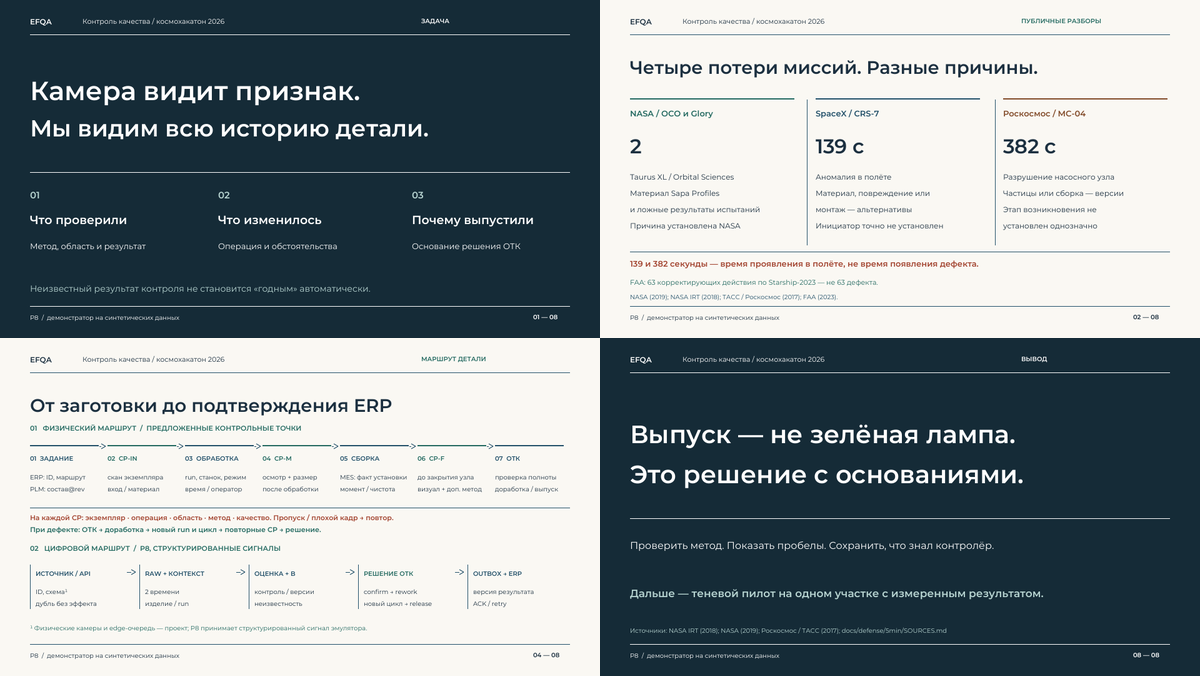 EFQA
Контроль качества / космохакатон 2026
ЗАДАЧА
Камера видит признак.
Мы видим всю историю детали.
01
02
03
Что проверили
Что изменилось
Почему выпустили
Метод, область и результат
Операция и обстоятельства
Основание решения ОТК
Неизвестный результат контроля не становится «годным» автоматически.
P8 / демонстратор на синтетических данных
01 — 08
EFQA
Контроль качества / космохакатон 2026
ПУБЛИЧНЫЕ РАЗБОРЫ
Четыре потери миссий. Разные причины.
NASA / OCO и Glory
2
Taurus XL / Orbital Sciences
Материал Sapa Profiles
и ложные результаты испытаний
Причина установлена NASA
SpaceX / CRS-7
139 с
Аномалия в полёте
Материал, повреждение или
монтаж — альтернативы
Инициатор точно не установлен
Роскосмос / МС-04
382 с
Разрушение насосного узла
Частицы или сборка — версии
Этап возникновения не
установлен однозначно
139 и 382 секунды — время проявления в полёте, не время появления дефекта.
FAA: 63 корректирующих действия по Starship-2023 — не 63 дефекта.
NASA (2019); NASA IRT (2018); ТАСС / Роскосмос (2017); FAA (2023).
P8 / демонстратор на синтетических данных
02 — 08
EFQA
Контроль качества / космохакатон 2026
МАРШРУТ ДЕТАЛИ
От заготовки до подтверждения ERP
01 ФИЗИЧЕСКИЙ МАРШРУТ / ПРЕДЛОЖЕННЫЕ КОНТРОЛЬНЫЕ ТОЧКИ
01 ЗАДАНИЕ
ERP: ID, маршрут
PLM: состав@rev
02 CP-IN
скан экземпляра
вход / материал
03 ОБРАБОТКА
run, станок, режим
время / оператор
04 CP-M
осмотр + размер
после обработки
05 СБОРКА
MES: факт установки
момент / чистота
06 CP-F
до закрытия узла
визуал + доп. метод
07 ОТК
проверка полноты
доработка / выпуск
На каждой CP: экземпляр · операция · область · метод · качество. Пропуск / плохой кадр → повтор.
При дефекте: ОТК → доработка → новый run и цикл → повторные CP → решение.
02 ЦИФРОВОЙ МАРШРУТ / P8, СТРУКТУРИРОВАННЫЕ СИГНАЛЫ
ИСТОЧНИК / API
ID, схема¹
дубль без эффекта
RAW + КОНТЕКСТ
2 времени
изделие / run
ОЦЕНКА + B
контроль / версии
неизвестность
РЕШЕНИЕ ОТК
confirm → rework
новый цикл → release
OUTBOX → ERP
версия результата
ACK / retry
¹ Физические камеры и edge-очередь — проект; P8 принимает структурированный сигнал эмулятора.
P8 / демонстратор на синтетических данных
04 — 08
EFQA
Контроль качества / космохакатон 2026
ВЫВОД
Выпуск — не зелёная лампа.
Это решение с основаниями.
Проверить метод. Показать пробелы. Сохранить, что знал контролёр.
Дальше — теневой пилот на одном участке с измеренным результатом.
Источники: NASA IRT (2018); NASA (2019); Роскосмос / ТАСС (2017); docs/defense/5min/SOURCES.md
P8 / демонстратор на синтетических данных
08 — 08